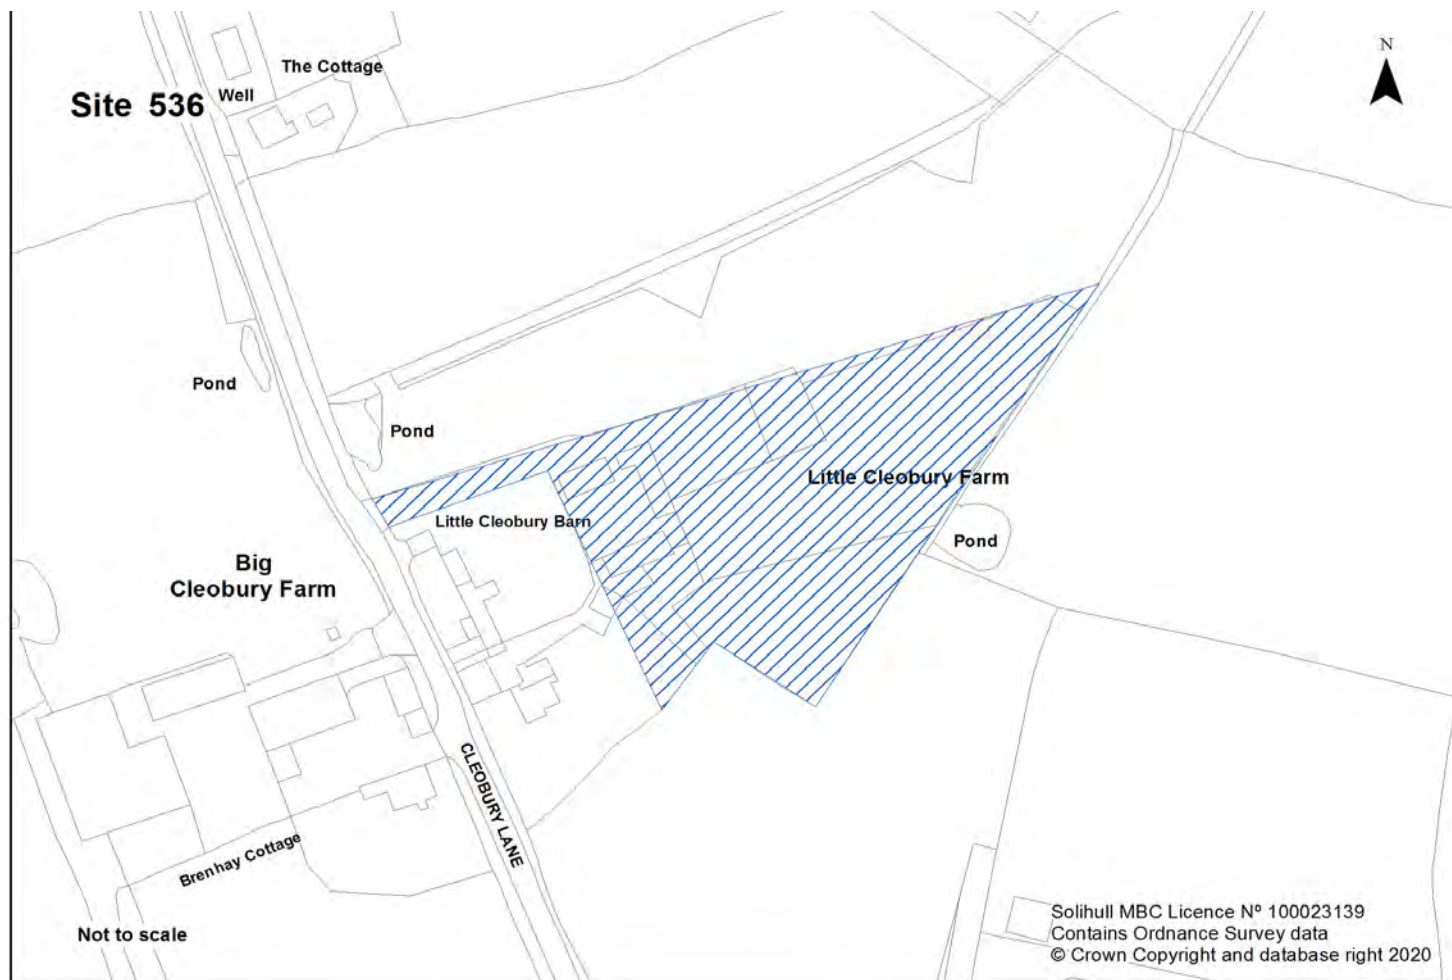 N
The Cottage
Well
Site 536
Pond
Pond
Little Cleobury Farm
Little Cleobury Barn
Pond
Big
Cleobury Farm
CLEOBURY LANE
Brenhay Cottage
Not to scale
Solihull MBC Licence Nº 100023139
Contains Ordnance Survey data
© Crown Copyright and database right 2020